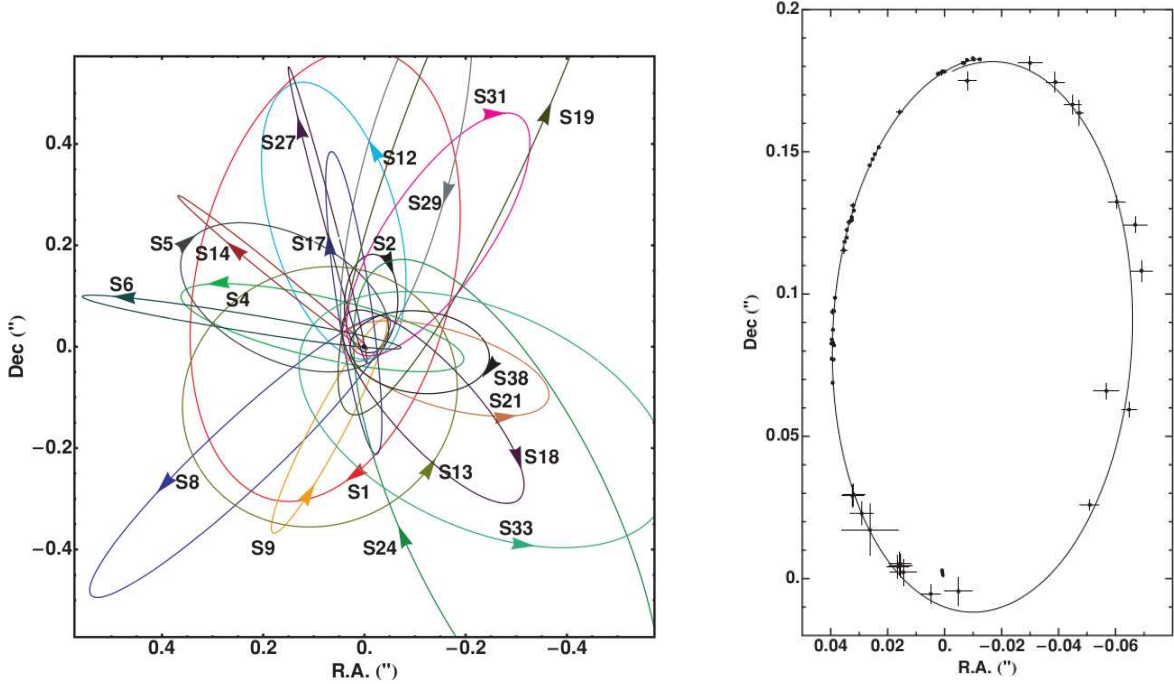 0.4
0.2
0.
−0.2
−0.4
Dec (")
0.4
0.2
0.
−0.2
−0.4
R.A. (")
S31
S19
S27
S12
S29
S5
S14
S17
S2
S6
S4
S38
S21
S18
S8
S13
S1
S33
S9
S24
0.2
0.15
0.1
0.05
0.
Dec (")
0.04
0.02
0.
−0.02
−0.04
−0.06
R.A. (")